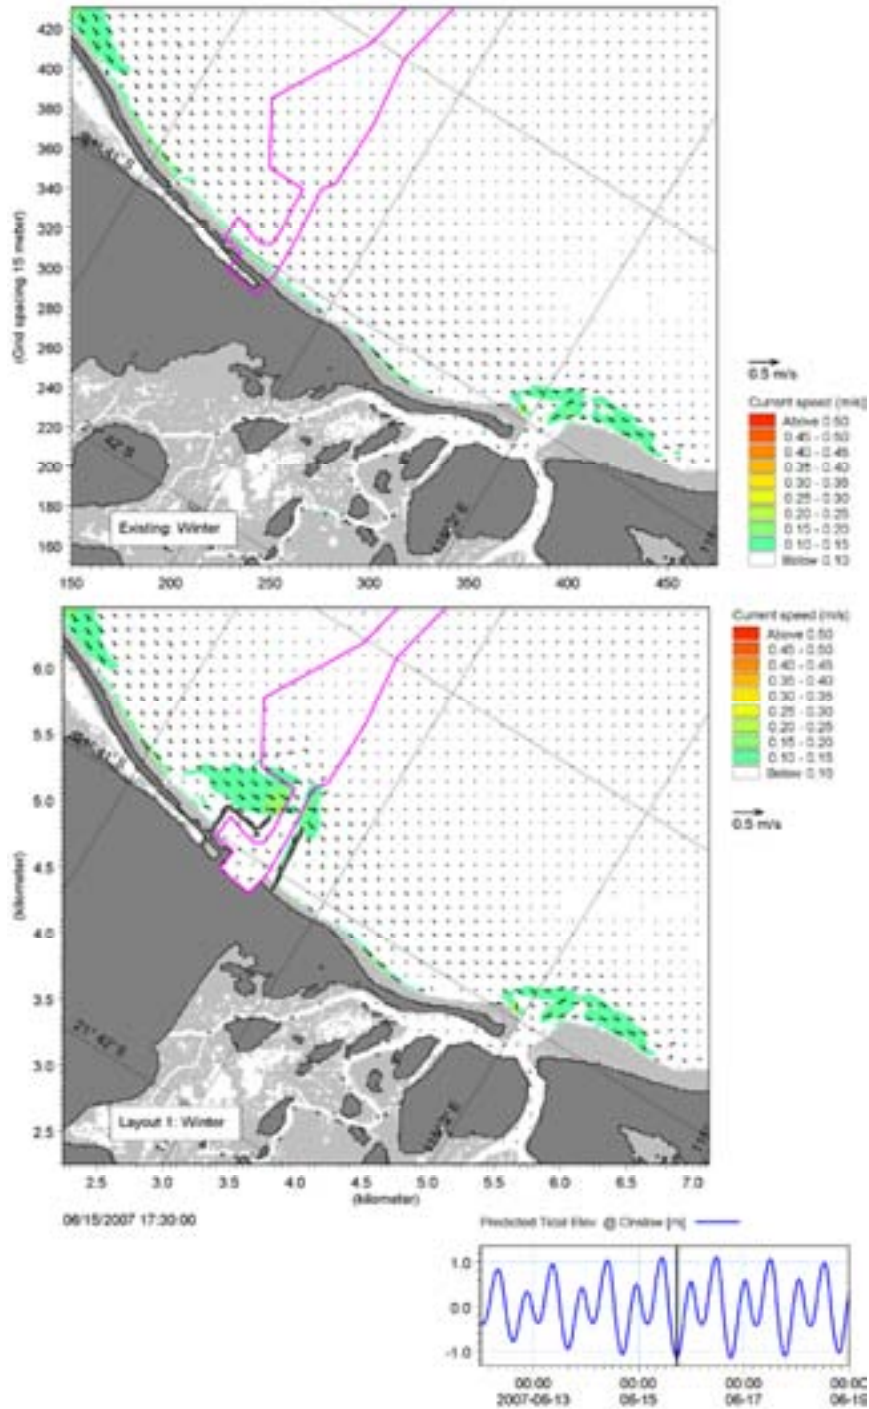 420
400
380
360
340
320
300
280
260
240
220
200
180
160
(Grid spacing 15 meter)
Existing: Winter
150 200 250 300 350 400 450
0.5 m/s
Current speed (m/s)
Above 0.50
0.45 - 0.50
0.40 - 0.45
0.35 - 0.40
0.30 - 0.35
0.25 - 0.30
0.20 - 0.25
0.15 - 0.20
0.10 - 0.15
Below 0.10
6.0
5.5
5.0
4.5
4.0
3.5
3.0
2.5
(kilometer)
21°42'S
Layout 1: Winter
2.5 3.0 3.5 4.0 4.5 5.0 5.5 6.0 6.5 7.0
(kilometer)
Current speed (m/s)
Above 0.50
0.45 - 0.50
0.40 - 0.45
0.35 - 0.40
0.30 - 0.35
0.25 - 0.30
0.20 - 0.25
0.15 - 0.20
0.10 - 0.15
Below 0.10
0.5 m/s
06/15/2007 17:30:00
Predicted Tidal Elev. @ Onslow [m]
1.0
0.0
-1.0
00:00 00:00 00:00 00:00
2007-06-13 06-15 06-17 06-19